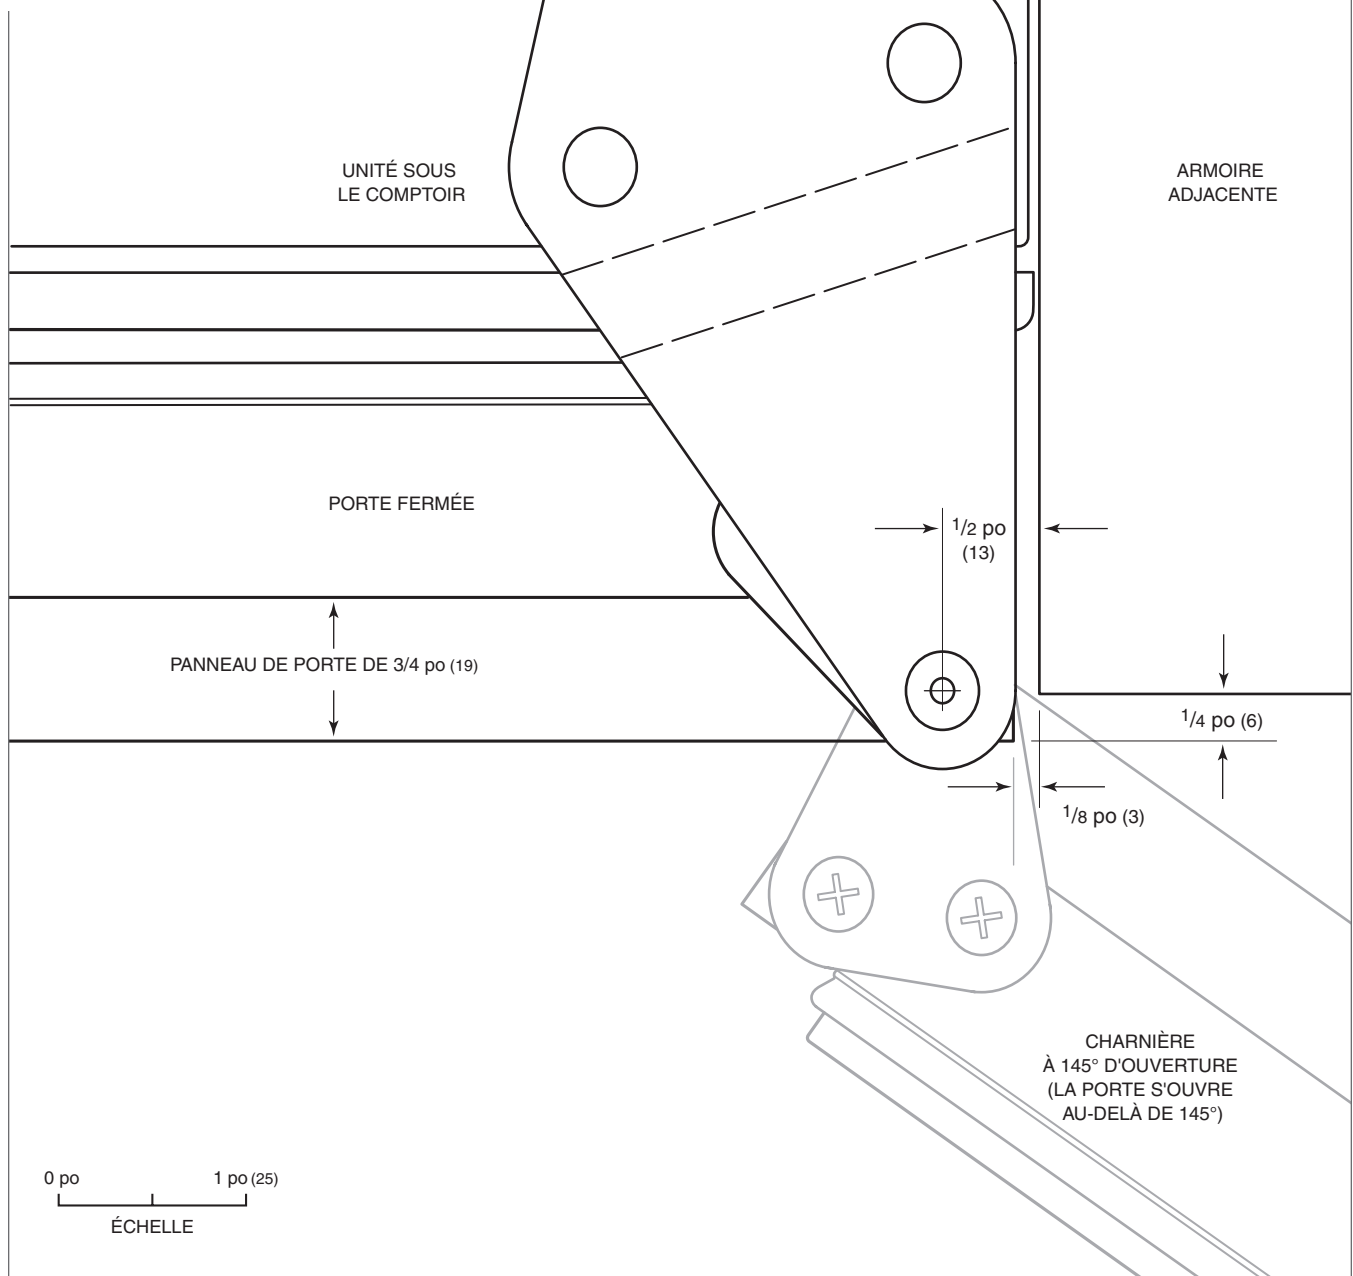 UNITÉ SOUS
LE COMPTOIR
ARMOIRE
ADJACENTE
PORTE FERMÉE
1/2 po
(13)
PANNEAU DE PORTE DE 3/4 po (19)
1/4 po (6)
1/8 po (3)
CHARNIÈRE
À 145° D'OUVERTURE
(LA PORTE S'OUVRE
AU-DELÀ DE 145°)
0 po 1 po (25)
ÉCHELLE